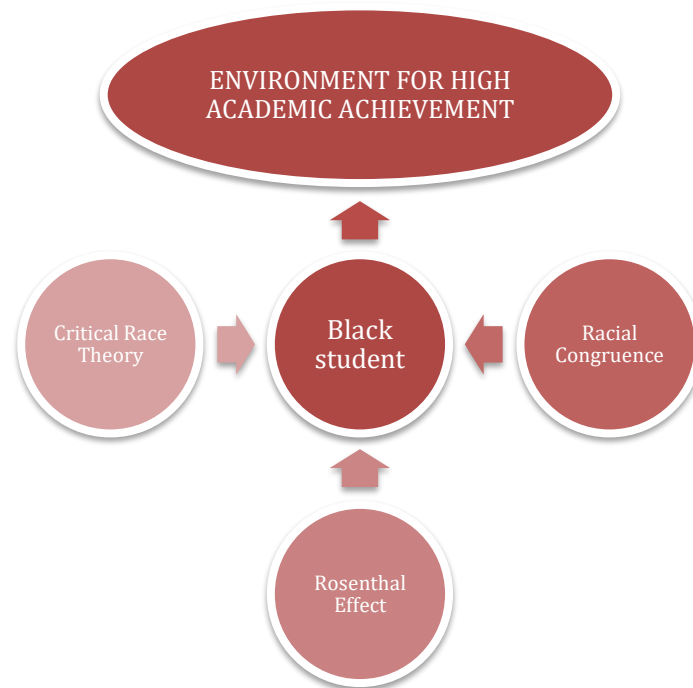 ENVIRONMENT FOR HIGH
ACADEMIC ACHIEVEMENT
Critical Race
Theory
Black
student
Racial
Congruence
Rosenthal
Effect